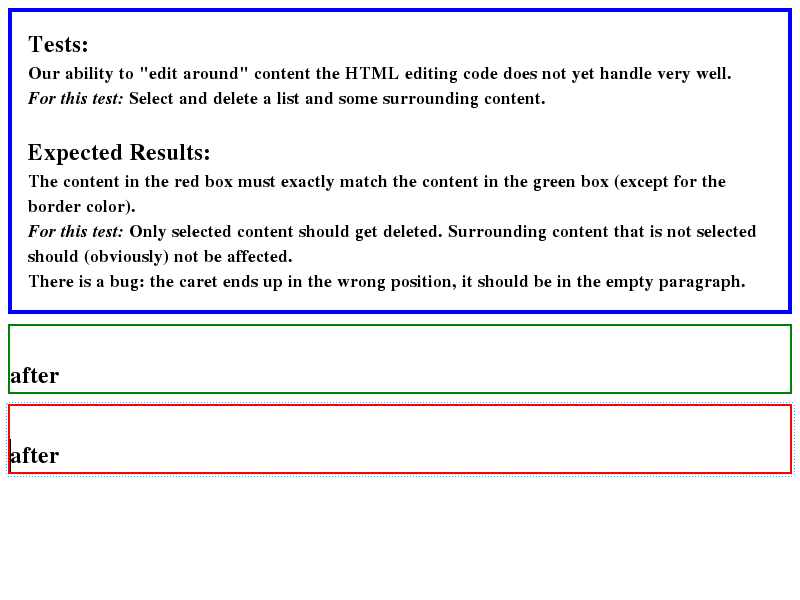 Tests:
Our ability to "edit around" content the HTML editing code does not yet handle very well.
For this test: Select and delete a list and some surrounding content.
Expected Results:
The content in the red box must exactly match the content in the green box (except for the
border color).
For this test: Only selected content should get deleted. Surrounding content that is not selected
should (obviously) not be affected.
There is a bug: the caret ends up in the wrong position, it should be in the empty paragraph.
after
after